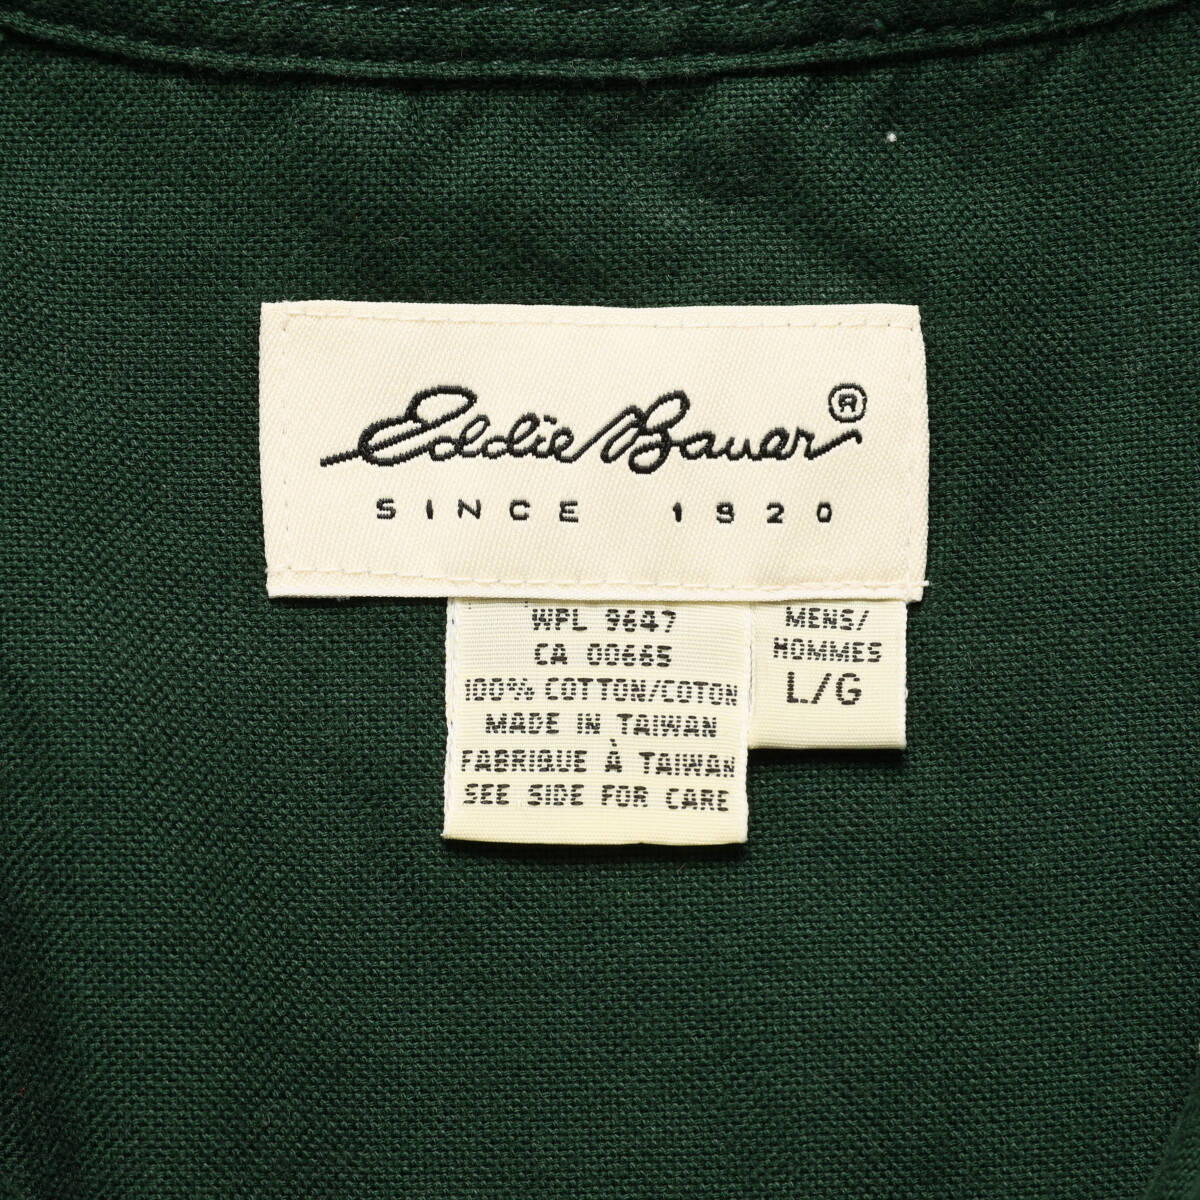 Eddie Bauer®
SINCE 1920
WPL 9647
CA 00665
100% COTTON/COTON
MADE IN TAIWAN
FABRIQUE À TAIWAN
SEE SIDE FOR CARE
MENS/
HOMMES
L/G